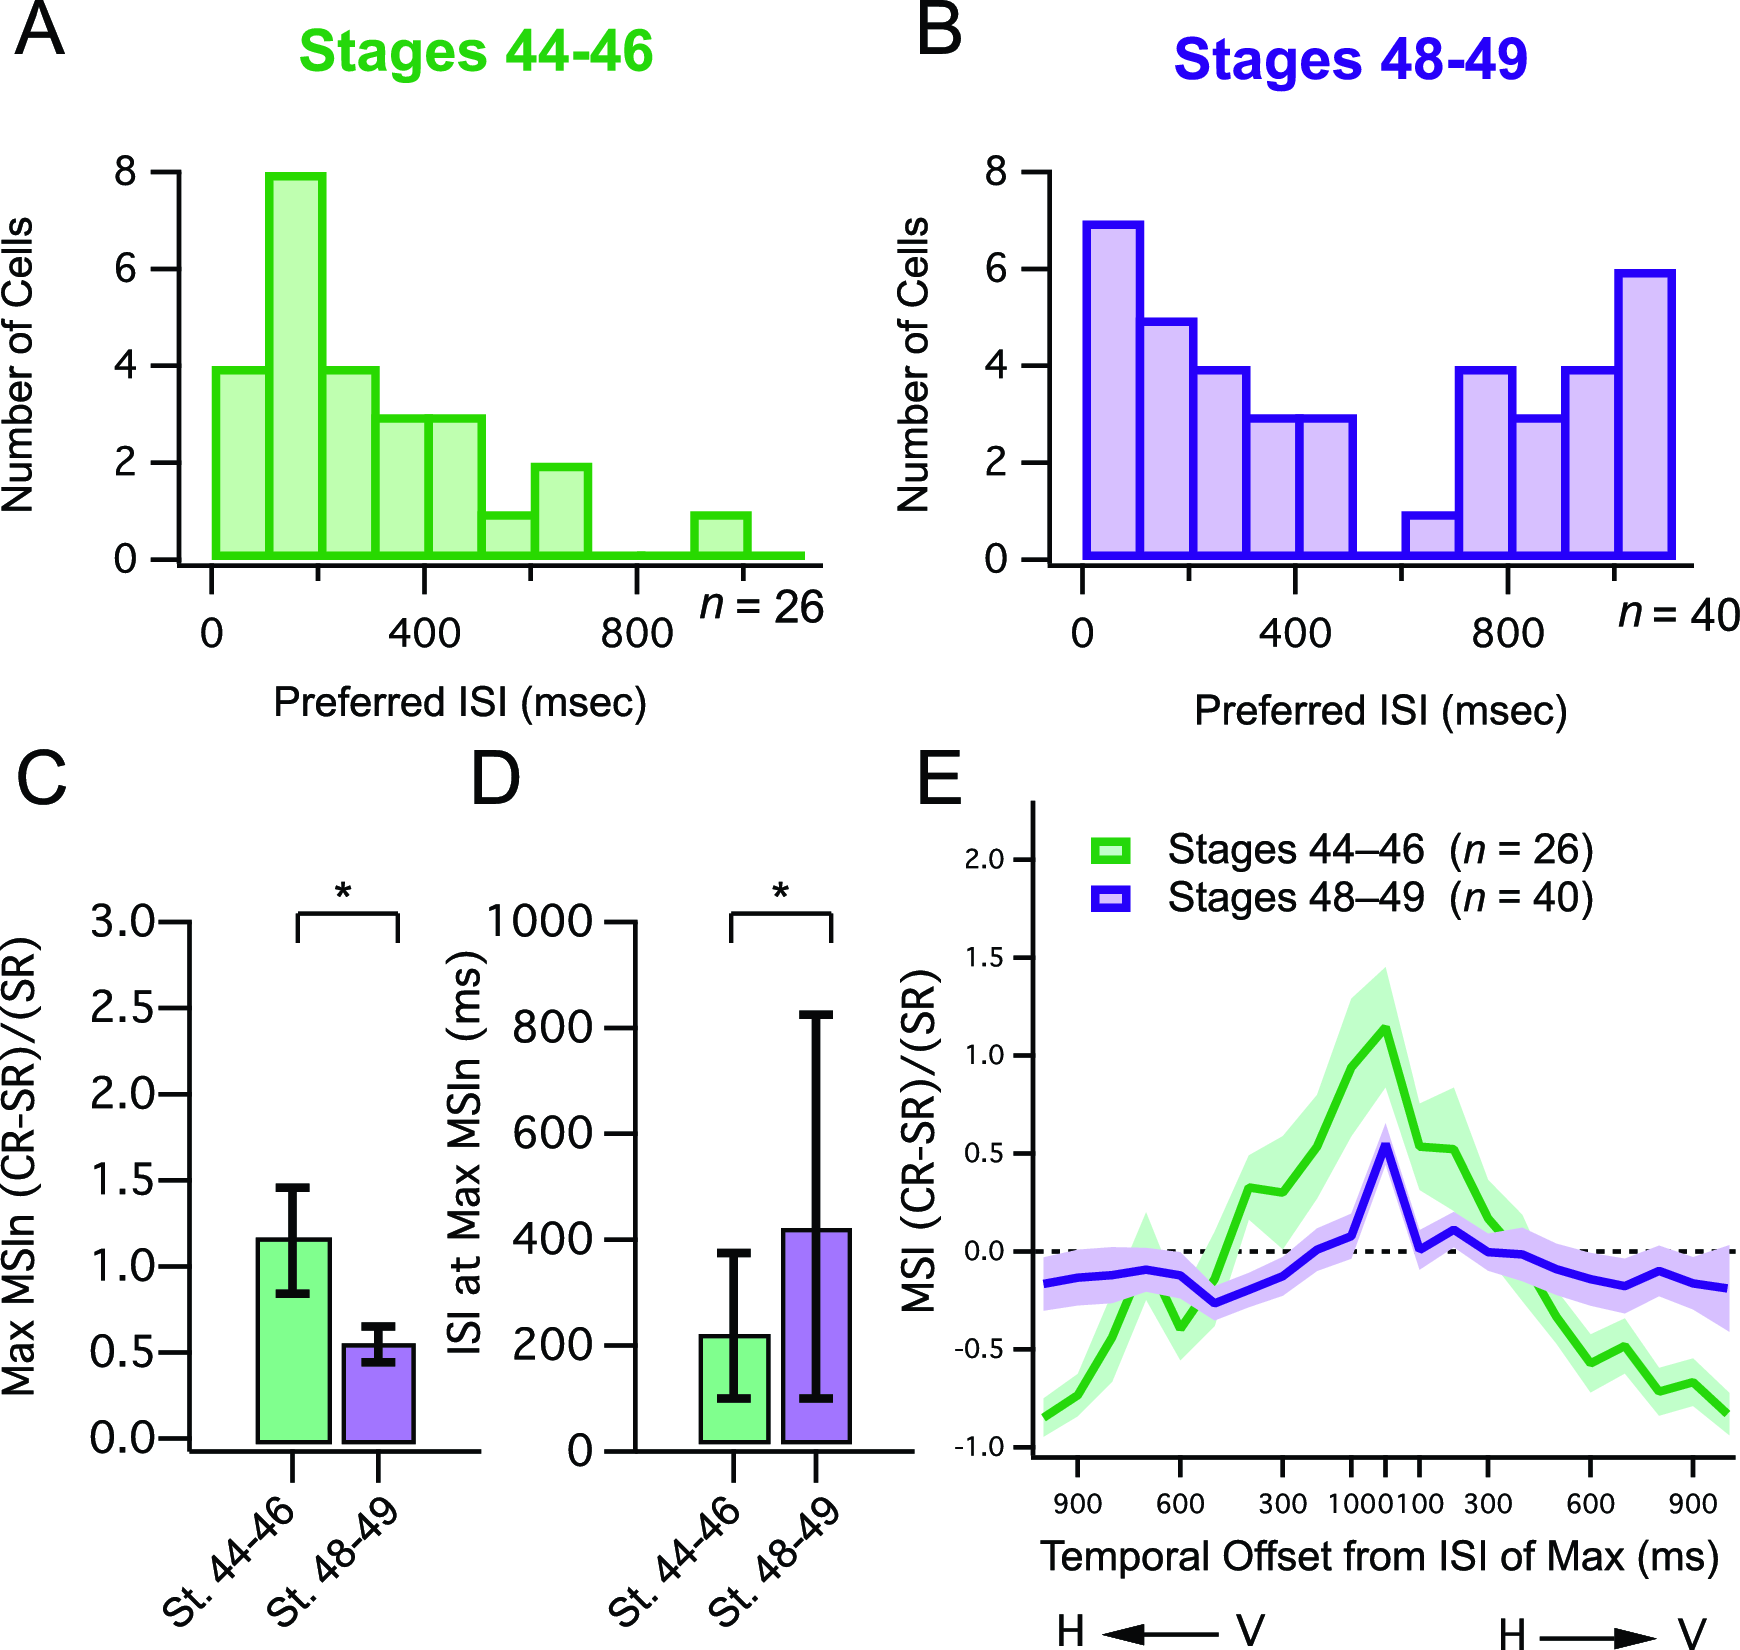 A
Stages 44-46
Number of Cells
8
6
4
2
0
0
400
800
n = 26
Preferred ISI (msec)
B
Stages 48-49
Number of Cells
8
6
4
2
0
0
400
800
n = 40
Preferred ISI (msec)
C
Max MSIn (CR-SR)/(SR)
3.0
2.5
2.0
1.5
1.0
0.5
0.0
*
St. 44-46
St. 48-49
D
ISI at Max MSIn (ms)
1000
800
600
400
200
0
*
St. 44-46
St. 48-49
E
MSI (CR-SR)/(SR)
2.0
1.5
1.0
0.5
0.0
-0.5
-1.0
Stages 44–46 (n = 26)
Stages 48–49 (n = 40)
900 600 300 100 0 100 300 600 900
Temporal Offset from ISI of Max (ms)
H V
H V